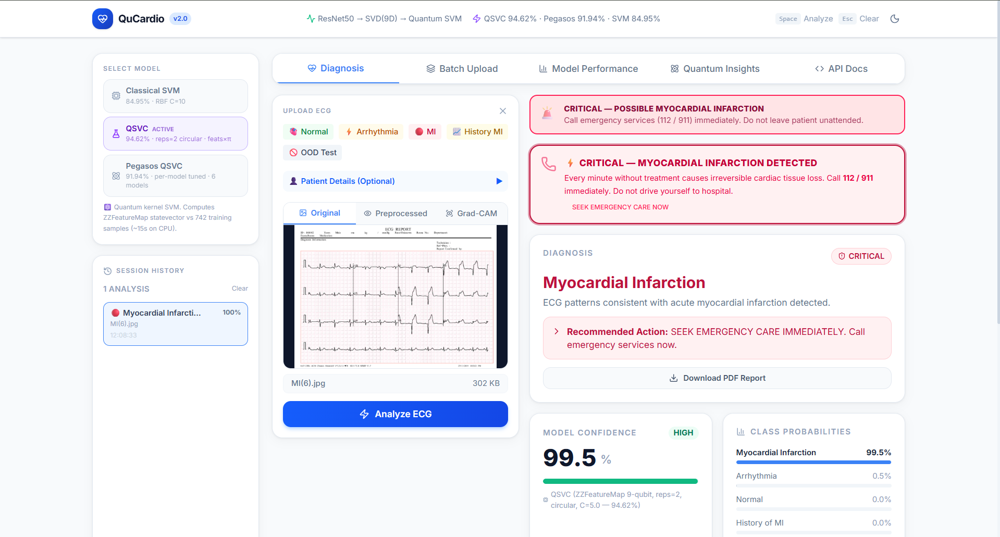 QuCardio v2.0
ResNet50 → SVD(9D) → Quantum SVM
QSVC 94.62% · Pegasos 91.94% · SVM 84.95%
Space Analyze Esc Clear
SELECT MODEL
Classical SVM
84.95% · RBF C=10
QSVC ACTIVE
94.62% · reps=2 circular · feats×π
Pegasos QSVC
91.94% · per-model tuned · 6
models
Quantum kernel SVM. Computes
ZZFeatureMap statevector vs 742 training
samples (~15s on CPU).
SESSION HISTORY
1 ANALYSIS Clear
Myocardial Infarcti... 100%
MI(6).jpg
12:08:33
Diagnosis
Batch Upload
Model Performance
Quantum Insights
API Docs
UPLOAD ECG
Normal
Arrhythmia
MI
History MI
OOD Test
Patient Details (Optional)
Original
Preprocessed
Grad-CAM
ECG REPORT
Diagnosis Information:
Technician :
Ref-Phys. :
Report Confirmed by:
MI(6).jpg 302 KB
Analyze ECG
CRITICAL — POSSIBLE MYOCARDIAL INFARCTION
Call emergency services (112 / 911) immediately. Do not leave patient unattended.
CRITICAL — MYOCARDIAL INFARCTION DETECTED
Every minute without treatment causes irreversible cardiac tissue loss. Call 112 / 911
immediately. Do not drive yourself to hospital.
SEEK EMERGENCY CARE NOW
DIAGNOSIS
CRITICAL
Myocardial Infarction
ECG patterns consistent with acute myocardial infarction detected.
Recommended Action: SEEK EMERGENCY CARE IMMEDIATELY. Call
emergency services now.
Download PDF Report
MODEL CONFIDENCE HIGH
99.5 %
QSVC (ZZFeatureMap 9-qubit, reps=2,
circular, C=5.0 — 94.62%)
CLASS PROBABILITIES
Myocardial Infarction 99.5%
Arrhythmia 0.5%
Normal 0.0%
History of MI 0.0%